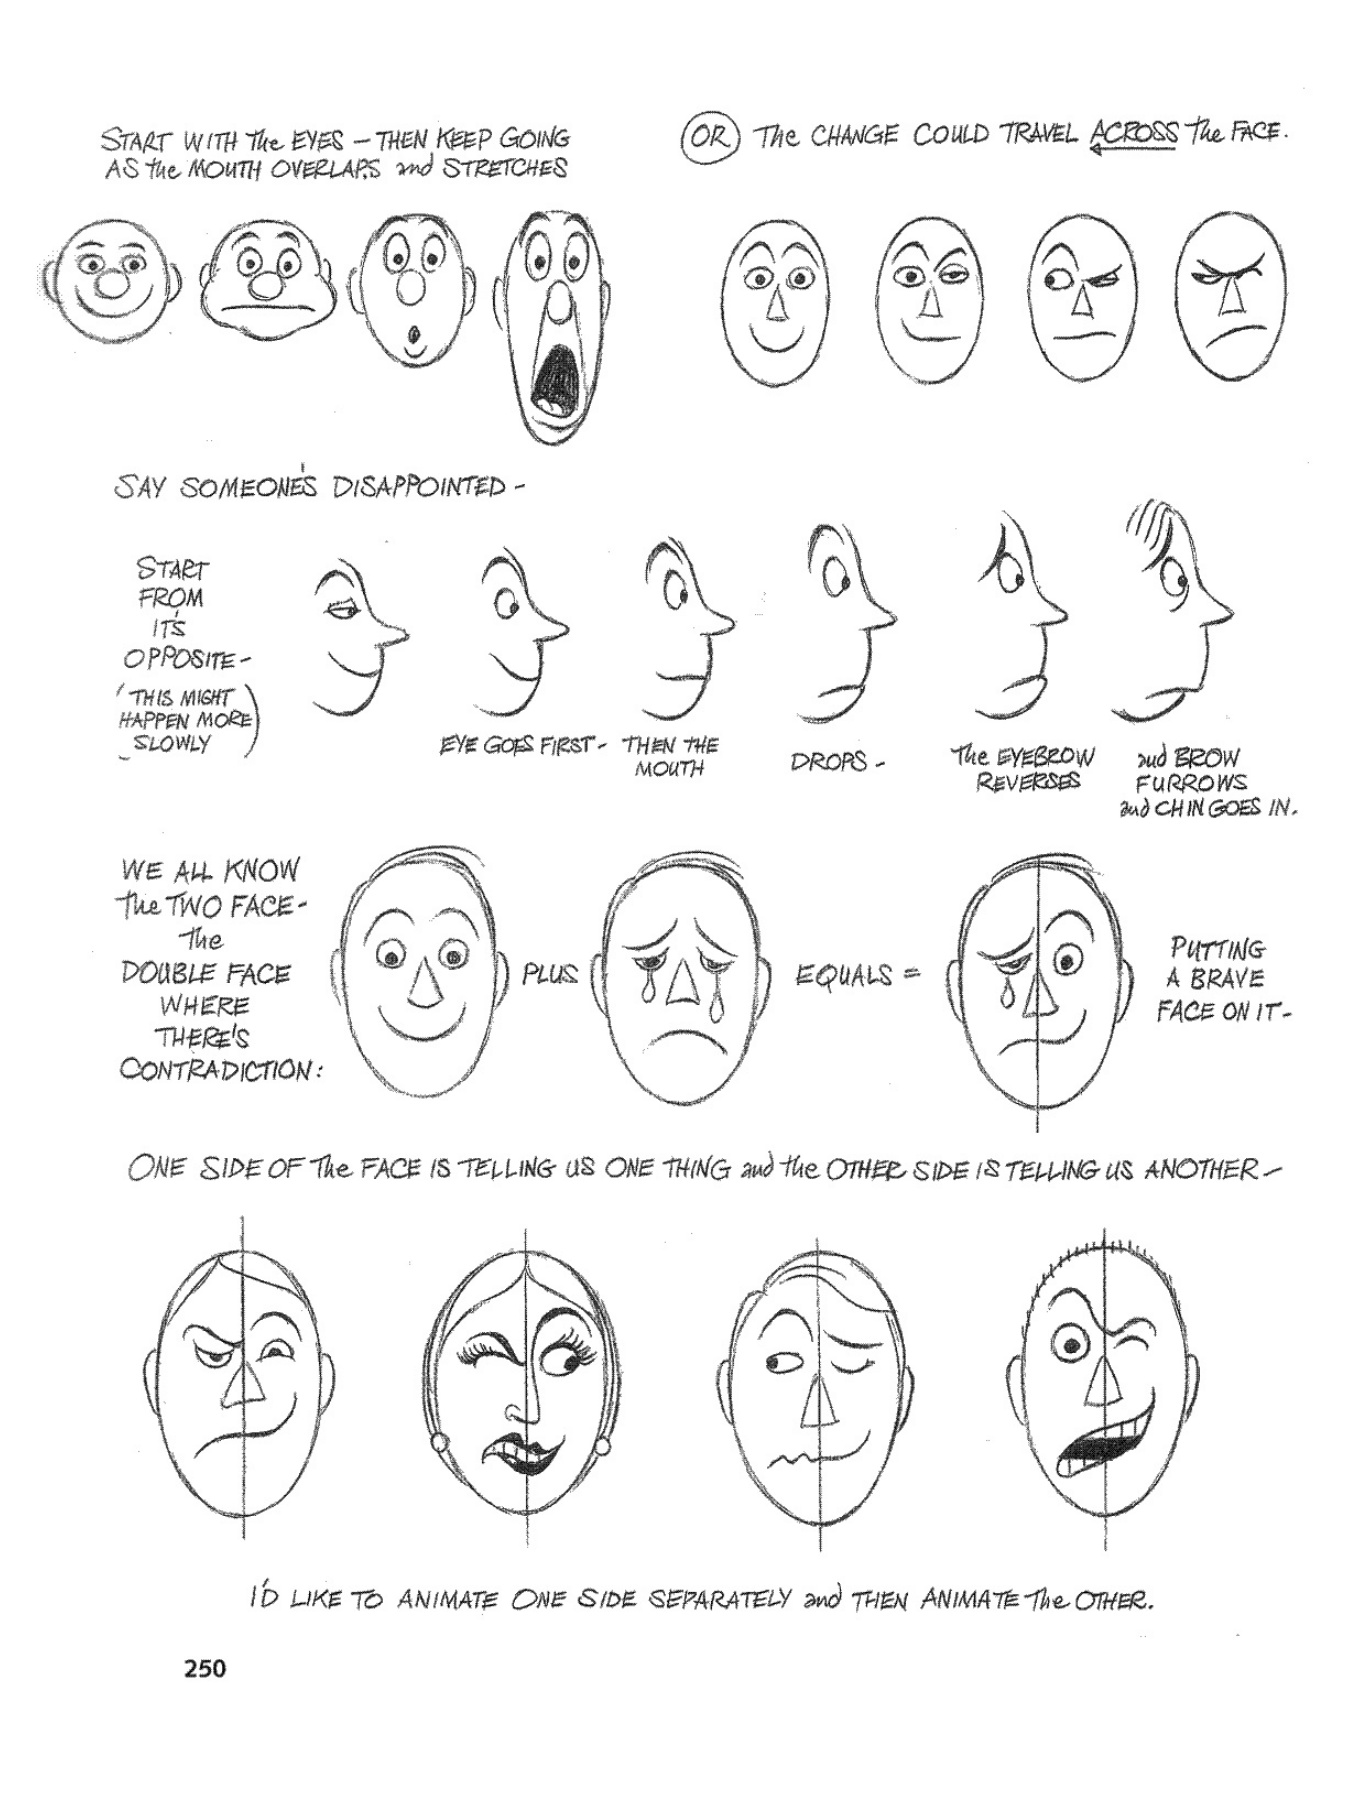 START WITH the EYES – THEN KEEP GOING
AS the MOUTH OVERLAPS and STRETCHES
OR The CHANGE COULD TRAVEL ACROSS the FACE.
SAY SOMEONE'S DISAPPOINTED –
START
FROM
IT'S
OPPOSITE –
(THIS MIGHT
HAPPEN MORE
SLOWLY)
EYE GOES FIRST –
THEN THE
MOUTH
DROPS –
The EYEBROW
REVERSES
and BROW
FURROWS
and CHIN GOES IN.
WE ALL KNOW
the TWO FACE –
the
DOUBLE FACE
WHERE
THERE'S
CONTRADICTION:
PLUS
EQUALS =
PUTTING
A BRAVE
FACE ON IT –
ONE SIDE OF the FACE IS TELLING US ONE THING and the OTHER SIDE IS TELLING US ANOTHER –
I'D LIKE TO ANIMATE ONE SIDE SEPARATELY and THEN ANIMATE the OTHER.
250